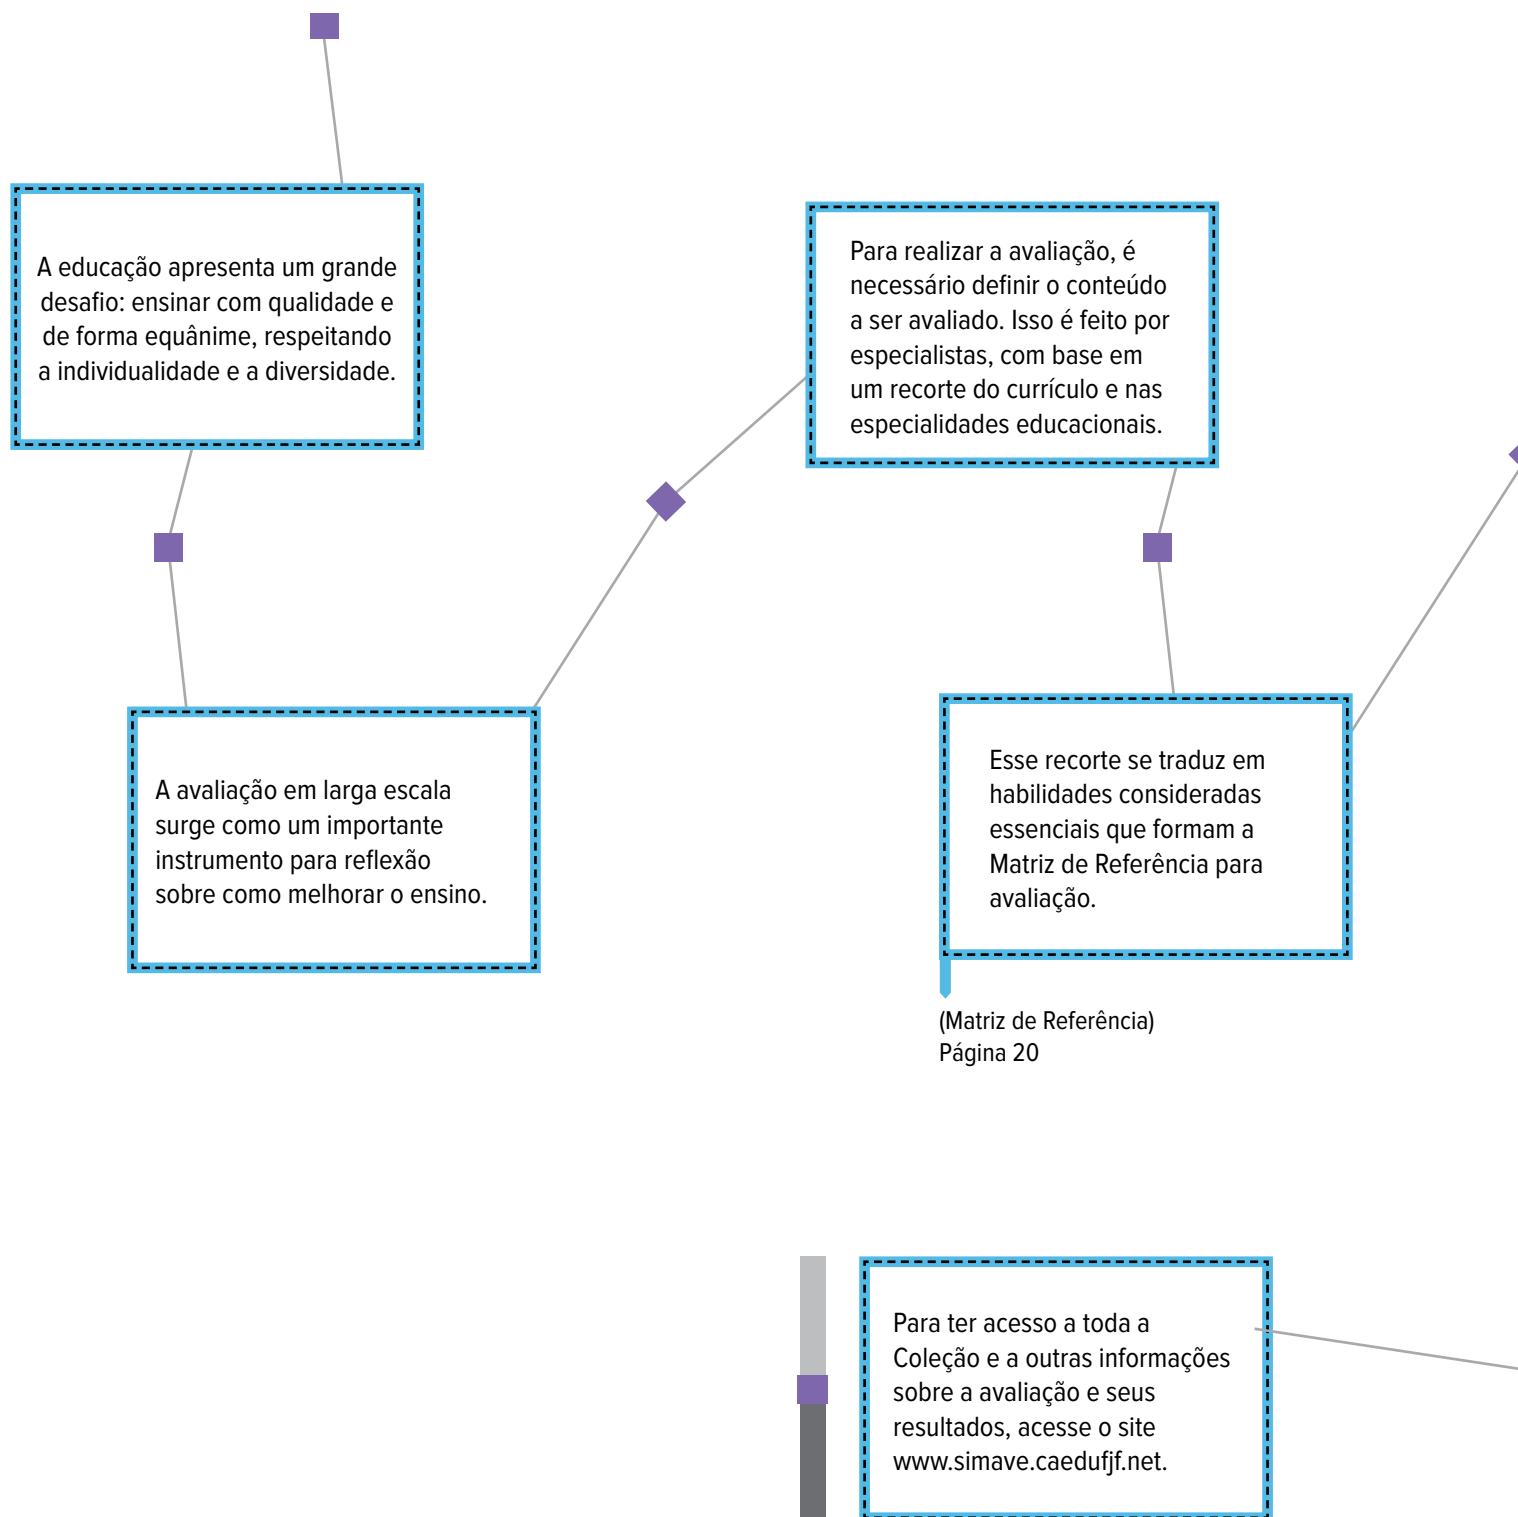 A educação apresenta um grande
desafio: ensinar com qualidade e
de forma equânime, respeitando
a individualidade e a diversidade.
A avaliação em larga escala
surge como um importante
instrumento para reflexão
sobre como melhorar o ensino.
Para realizar a avaliação, é
necessário definir o conteúdo
a ser avaliado. Isso é feito por
especialistas, com base em
um recorte do currículo e nas
especialidades educacionais.
Esse recorte se traduz em
habilidades consideradas
essenciais que formam a
Matriz de Referência para
avaliação.
(Matriz de Referência)
Página 20
Para ter acesso a toda a
Coleção e a outras informações
sobre a avaliação e seus
resultados, acesse o site
www.simave.caedufjf.net.